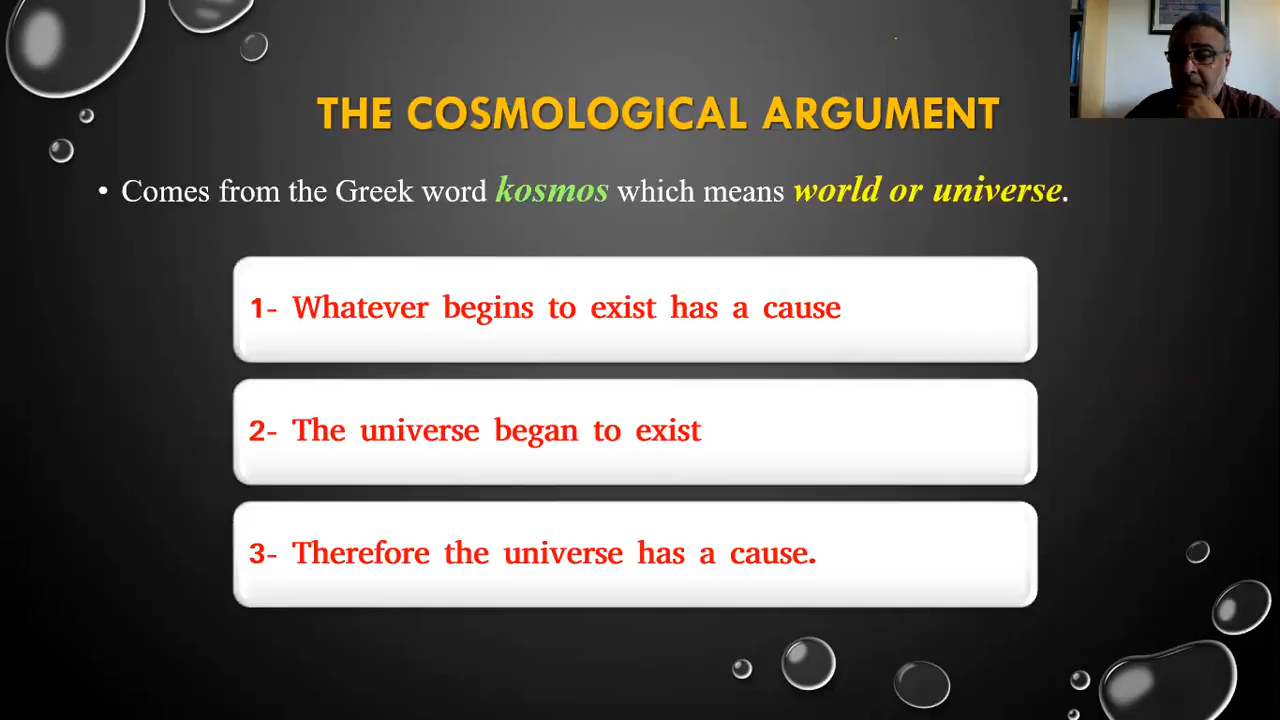 THE COSMOLOGICAL ARGUMENT
• Comes from the Greek word kosmos which means world or universe.
1- Whatever begins to exist has a cause
2- The universe began to exist
3- Therefore the universe has a cause.